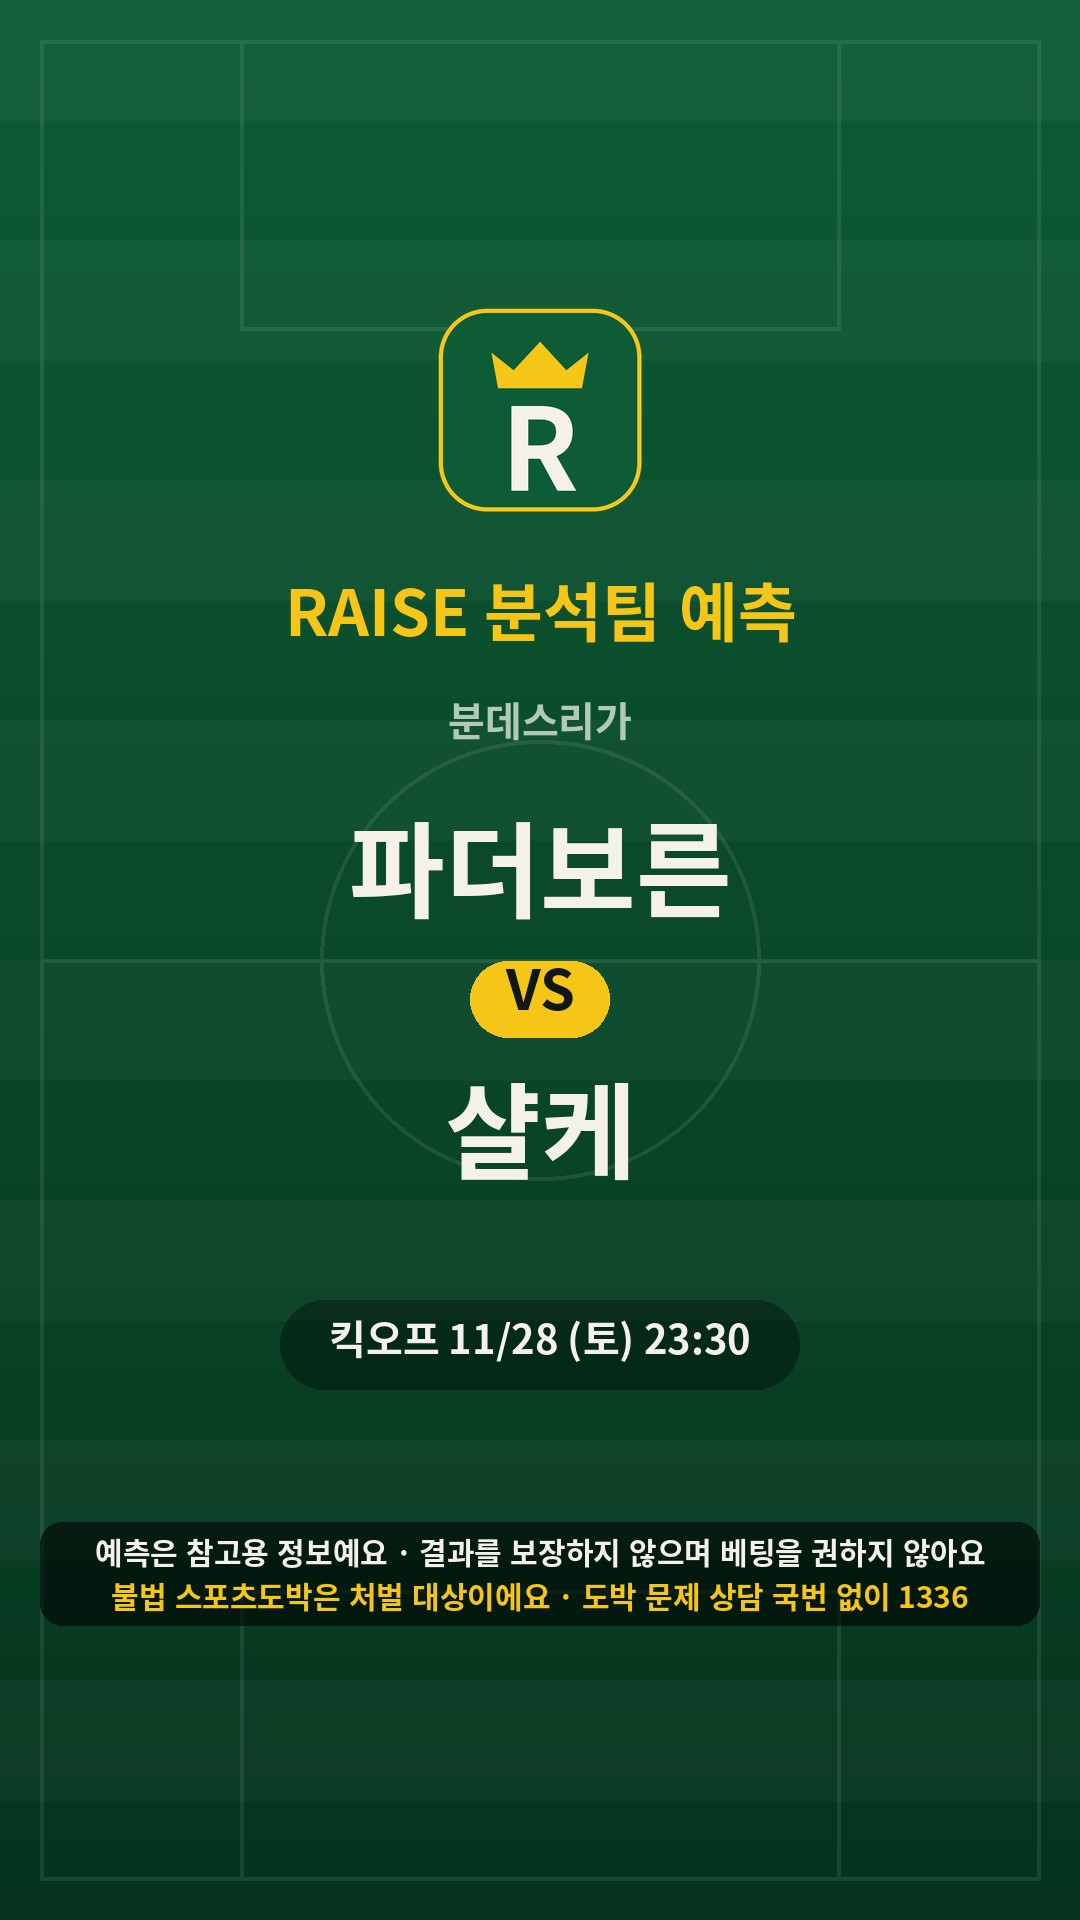 R
RAISE 분석팀 예측
분데스리가
파더보른
VS
샬케
킥오프 11/28 (토) 23:30
예측은 참고용 정보예요 · 결과를 보장하지 않으며 베팅을 권하지 않아요
불법 스포츠도박은 처벌 대상이에요 · 도박 문제 상담 국번 없이 1336